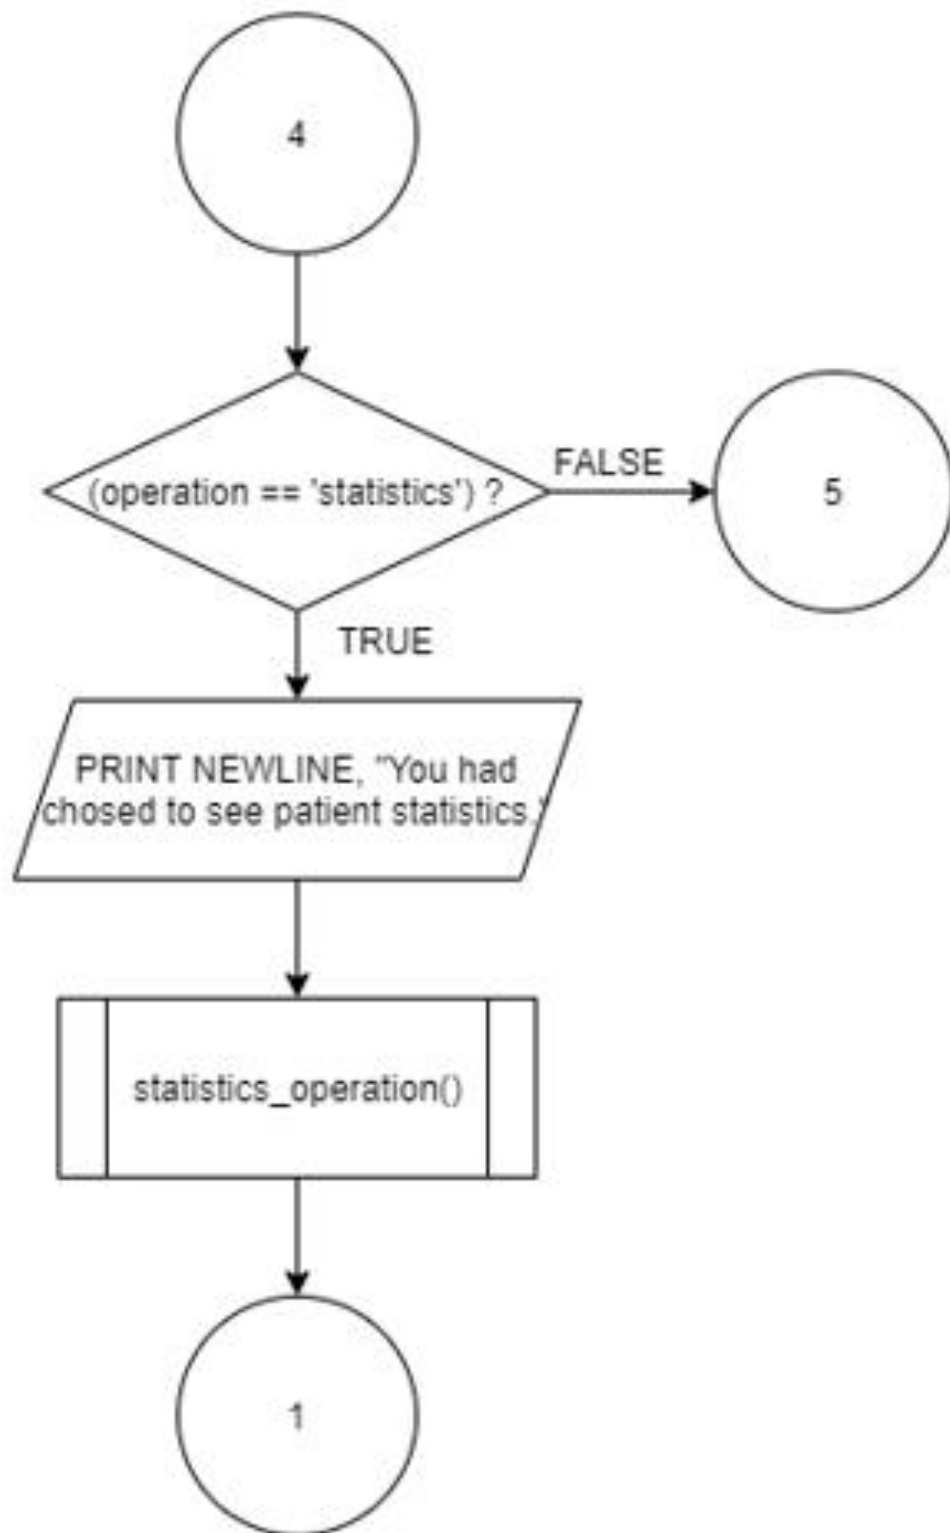 4
(operation == 'statistics') ?
FALSE
5
TRUE
PRINT NEWLINE, "You had
chosed to see patient statistics."
statistics_operation()
1